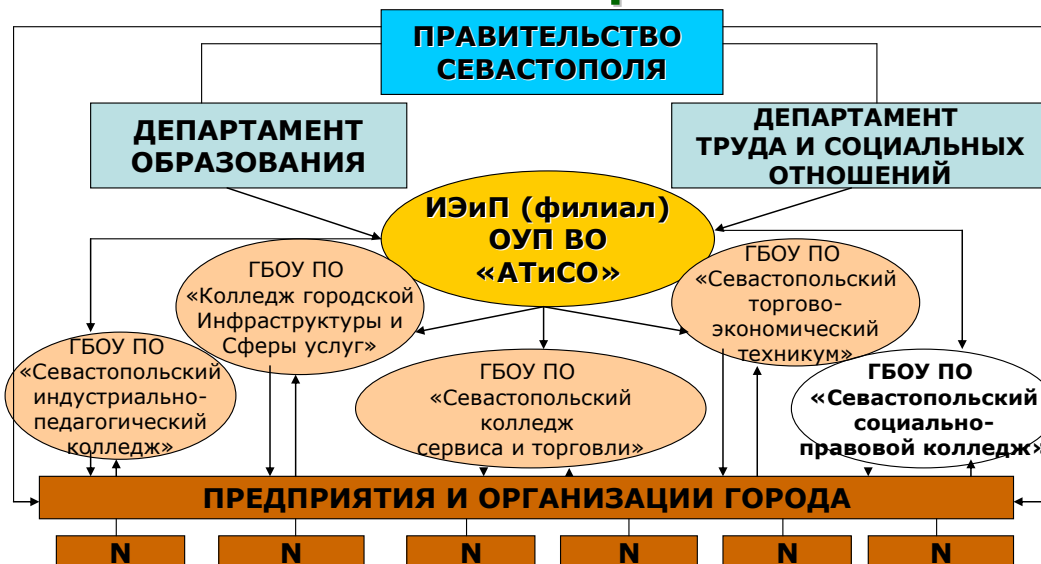 ПРАВИТЕЛЬСТВО
СЕВАСТОПОЛЯ
ДЕПАРТАМЕНТ
ОБРАЗОВАНИЯ
ДЕПАРТАМЕНТ
ТРУДА И СОЦИАЛЬНЫХ
ОТНОШЕНИЙ
ИЭиП (филиал)
ОУП ВО
«АТиСО»
ГБОУ ПО
«Колледж городской
Инфраструктуры и
Сферы услуг»
ГБОУ ПО
«Севастопольский
торгово-
экономический
техникум»
ГБОУ ПО
«Севастопольский
индустриально-
педагогический
колледж»
ГБОУ ПО
«Севастопольский
колледж
сервиса и торговли»
ГБОУ ПО
«Севастопольский
социально-
правовой колледж»
ПРЕДПРИЯТИЯ И ОРГАНИЗАЦИИ ГОРОДА
N
N
N
N
N
N